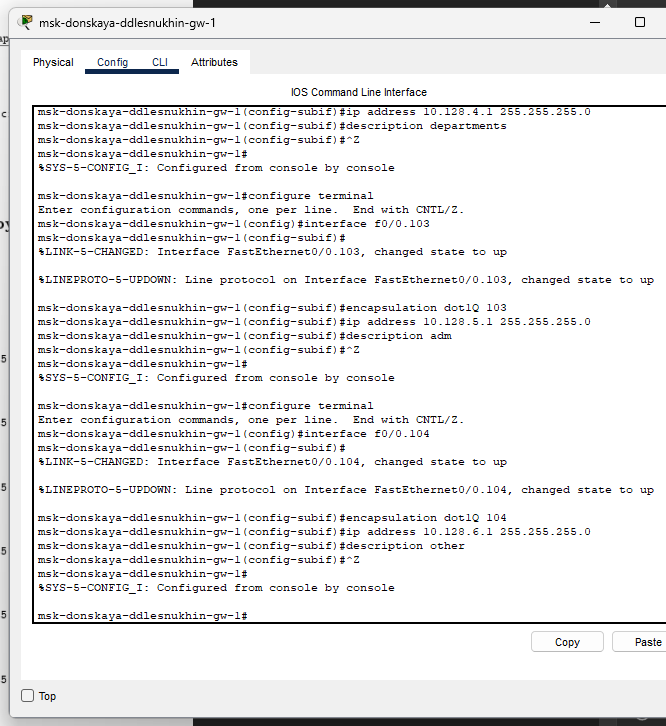 msk-donskaya-ddlesnukhin-gw-1
Physical Config CLI Attributes
IOS Command Line Interface
msk-donskaya-ddlesnukhin-gw-1(config-subif)#ip address 10.128.4.1 255.255.255.0
msk-donskaya-ddlesnukhin-gw-1(config-subif)#description departments
msk-donskaya-ddlesnukhin-gw-1(config-subif)#^Z
msk-donskaya-ddlesnukhin-gw-1#
%SYS-5-CONFIG_I: Configured from console by console
msk-donskaya-ddlesnukhin-gw-1#configure terminal
Enter configuration commands, one per line.  End with CNTL/Z.
msk-donskaya-ddlesnukhin-gw-1(config)#interface f0/0.103
msk-donskaya-ddlesnukhin-gw-1(config-subif)#
%LINK-5-CHANGED: Interface FastEthernet0/0.103, changed state to up
%LINEPROTO-5-UPDOWN: Line protocol on Interface FastEthernet0/0.103, changed state to up
msk-donskaya-ddlesnukhin-gw-1(config-subif)#encapsulation dot1Q 103
msk-donskaya-ddlesnukhin-gw-1(config-subif)#ip address 10.128.5.1 255.255.255.0
msk-donskaya-ddlesnukhin-gw-1(config-subif)#description adm
msk-donskaya-ddlesnukhin-gw-1(config-subif)#^Z
msk-donskaya-ddlesnukhin-gw-1#
%SYS-5-CONFIG_I: Configured from console by console
msk-donskaya-ddlesnukhin-gw-1#configure terminal
Enter configuration commands, one per line.  End with CNTL/Z.
msk-donskaya-ddlesnukhin-gw-1(config)#interface f0/0.104
msk-donskaya-ddlesnukhin-gw-1(config-subif)#
%LINK-5-CHANGED: Interface FastEthernet0/0.104, changed state to up
%LINEPROTO-5-UPDOWN: Line protocol on Interface FastEthernet0/0.104, changed state to up
msk-donskaya-ddlesnukhin-gw-1(config-subif)#encapsulation dot1Q 104
msk-donskaya-ddlesnukhin-gw-1(config-subif)#ip address 10.128.6.1 255.255.255.0
msk-donskaya-ddlesnukhin-gw-1(config-subif)#description other
msk-donskaya-ddlesnukhin-gw-1(config-subif)#^Z
msk-donskaya-ddlesnukhin-gw-1#
%SYS-5-CONFIG_I: Configured from console by console
msk-donskaya-ddlesnukhin-gw-1#
Copy Paste
Top